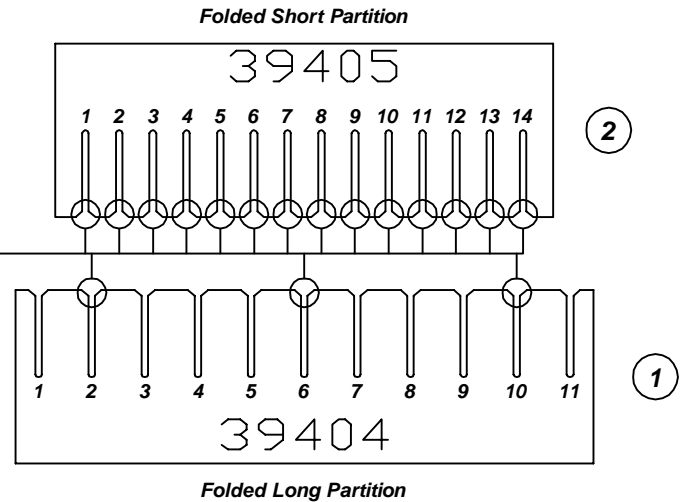 Folded Short Partition
39405
1 2 3 4 5 6 7 8 9 10 11 12 13 14
2
1 2 3 4 5 6 7 8 9 10 11
1
39404
Folded Long Partition